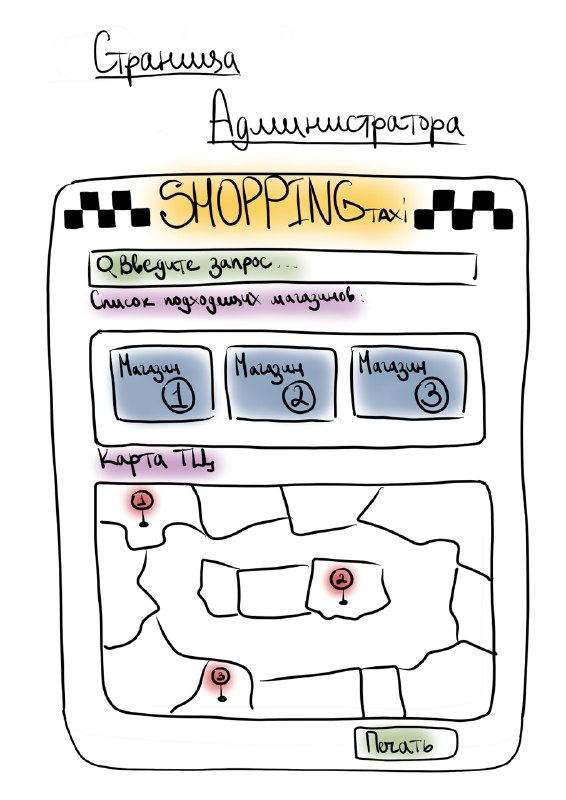 Страница
Администратора
SHOPPING TAXI
Введите запрос...
Список подходящих магазинов:
Магазин 1
Магазин 2
Магазин 3
Карта ТЦ
1
2
3
Печать